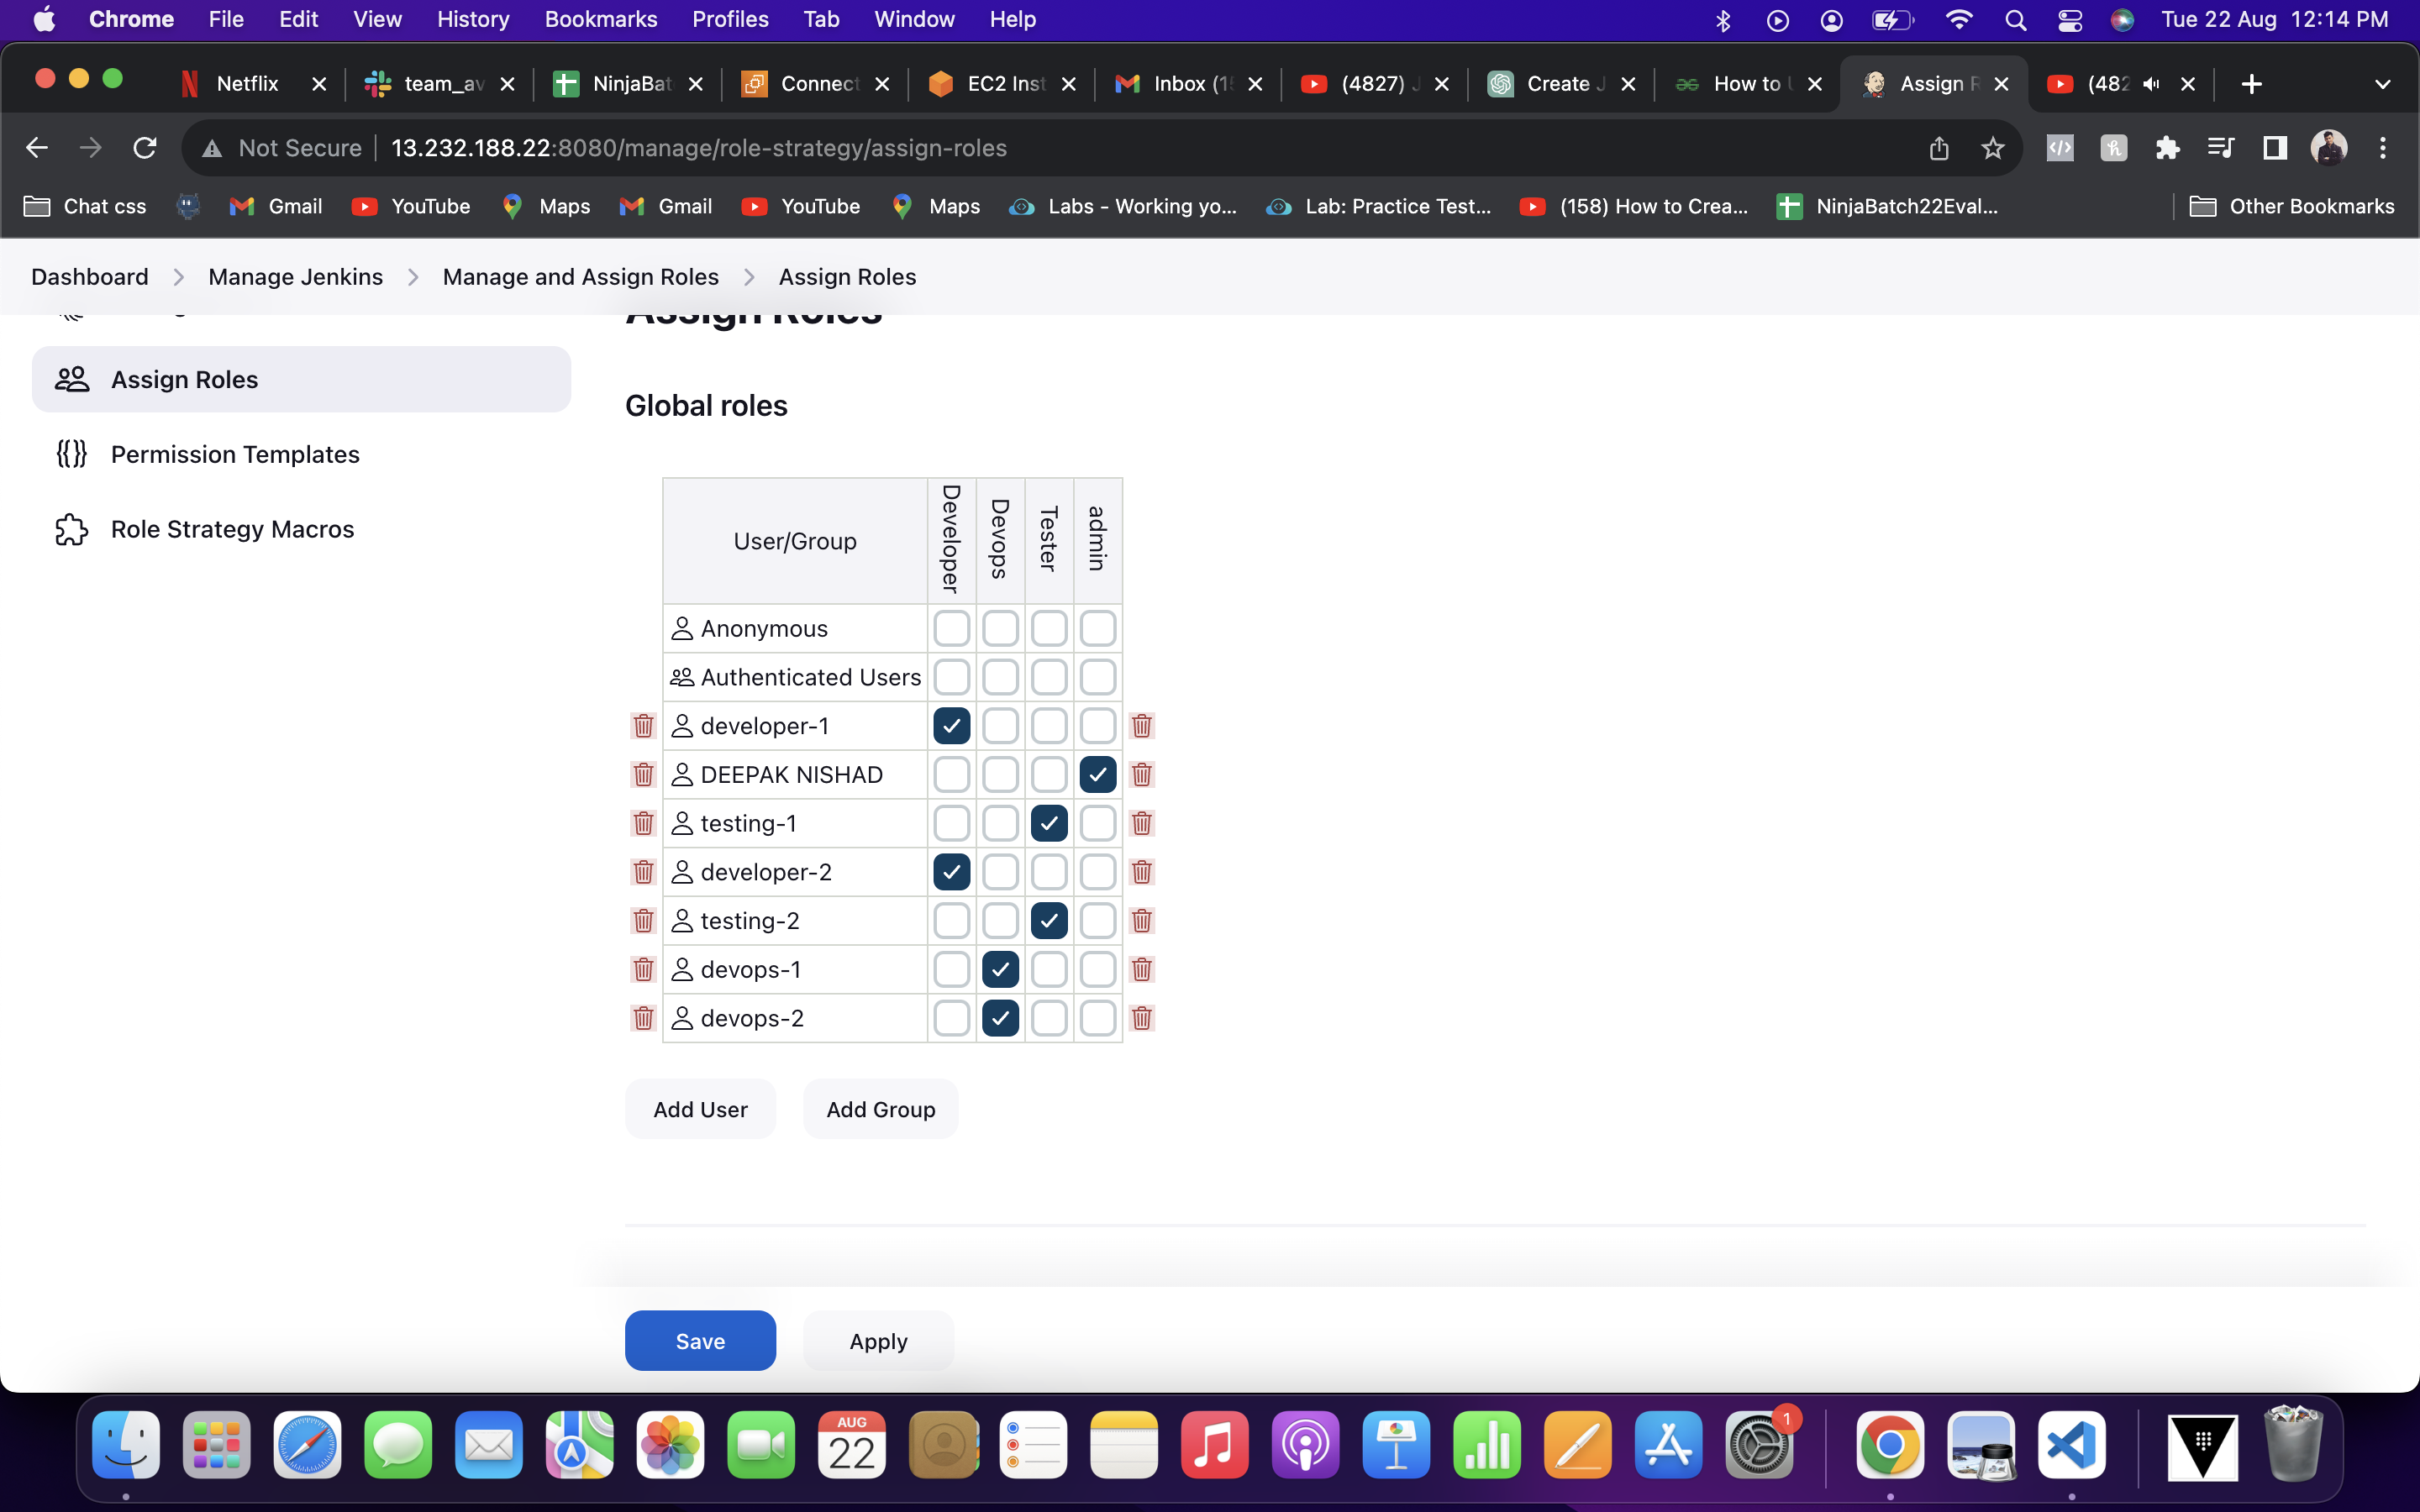 Chrome File Edit View History Bookmarks Profiles Tab Window Help Tue 22 Aug 12:14 PM
Netflix team_av NinjaBat Connect EC2 Inst Inbox (15 (4827) J Create J How to U Assign R (482
Not Secure 13.232.188.22:8080/manage/role-strategy/assign-roles
Chat css Gmail YouTube Maps Gmail YouTube Maps Labs - Working yo... Lab: Practice Test... (158) How to Crea... NinjaBatch22Eval... Other Bookmarks
Dashboard Manage Jenkins Manage and Assign Roles Assign Roles
Assign Roles
Assign Roles
Permission Templates
Role Strategy Macros
Global roles
User/Group Developer Devops Tester admin
Anonymous
Authenticated Users
developer-1
DEEPAK NISHAD
testing-1
developer-2
testing-2
devops-1
devops-2
Add User Add Group
Save Apply
AUG
22
1